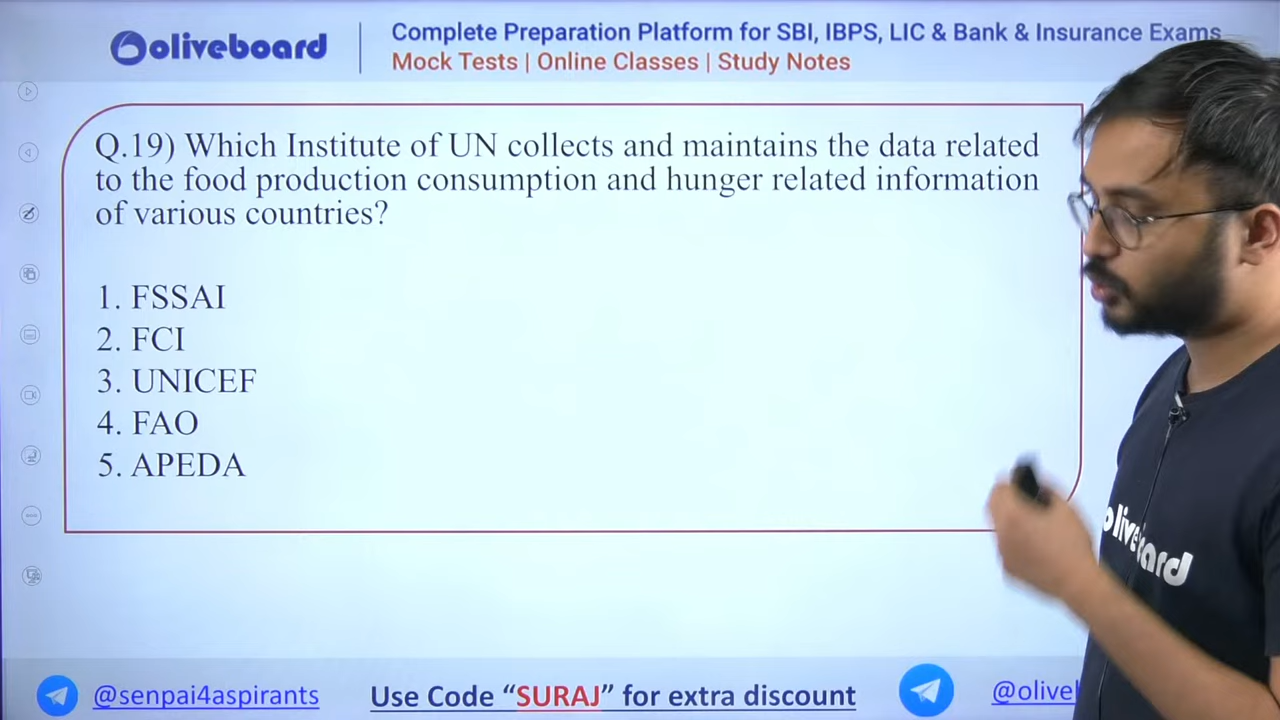 oliveboard
Complete Preparation Platform for SBI, IBPS, LIC & Bank & Insurance Exams
Mock Tests | Online Classes | Study Notes
Q.19) Which Institute of UN collects and maintains the data related
to the food production consumption and hunger related information
of various countries?
1. FSSAI
2. FCI
3. UNICEF
4. FAO
5. APEDA
oliveboard
@senpai4aspirants
Use Code “SURAJ” for extra discount